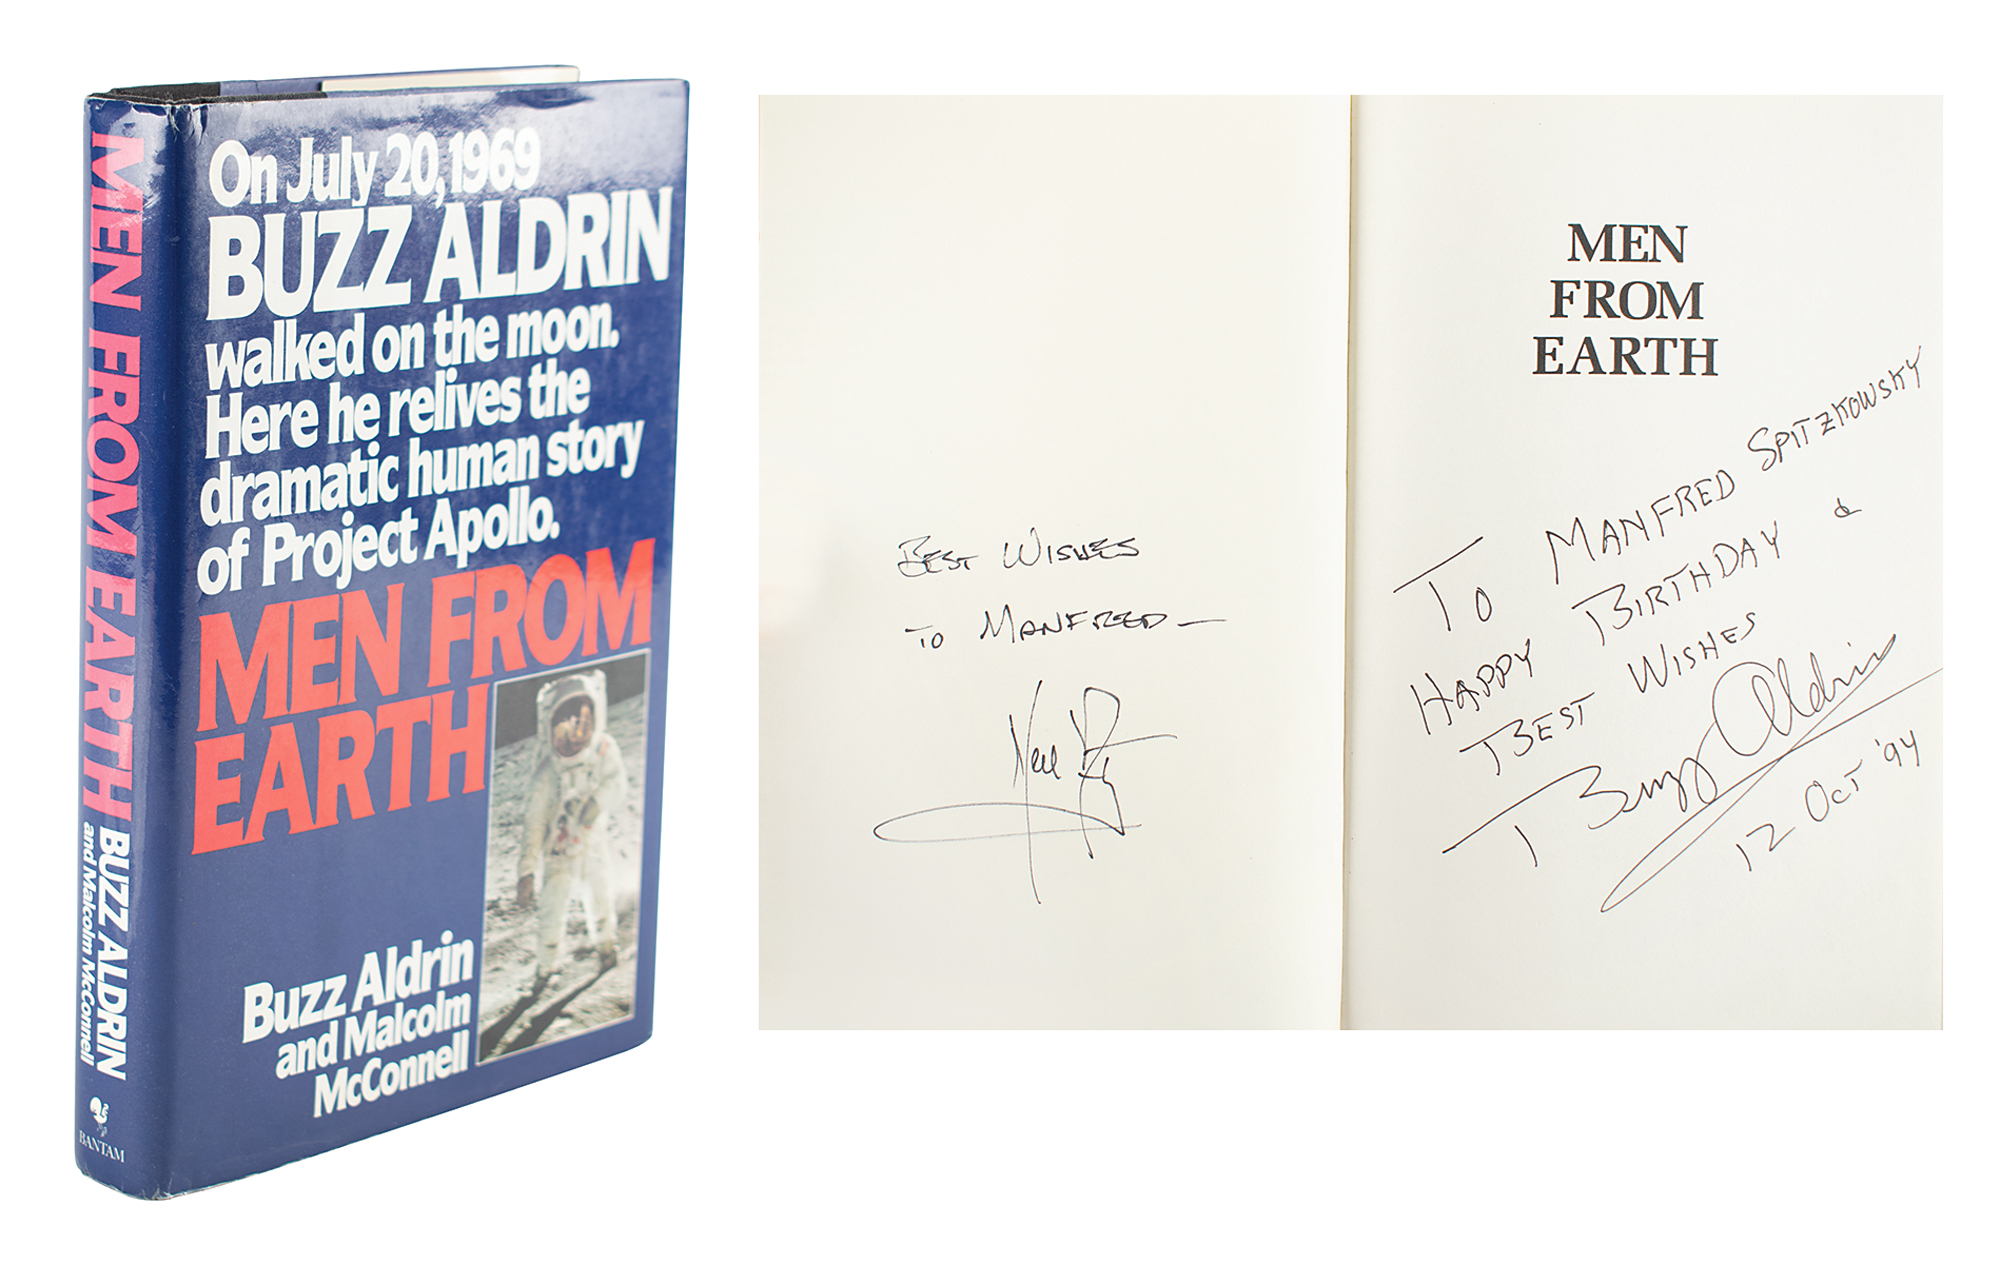 MEN FROM EARTH
BUZZ ALDRIN
and Malcolm McConnell
BANTAM
On July 20, 1969
BUZZ ALDRIN
walked on the moon.
Here he relives the
dramatic human story
of Project Apollo.
MEN FROM
EARTH
Buzz Aldrin
and Malcolm
McConnell
BEST WISHES
TO MANFRED —
Neil
MEN
FROM
EARTH
TO MANFRED SPITZKOWSKY
HAPPY BIRTHDAY &
BEST WISHES
Buzz Aldrin
12 OCT '94